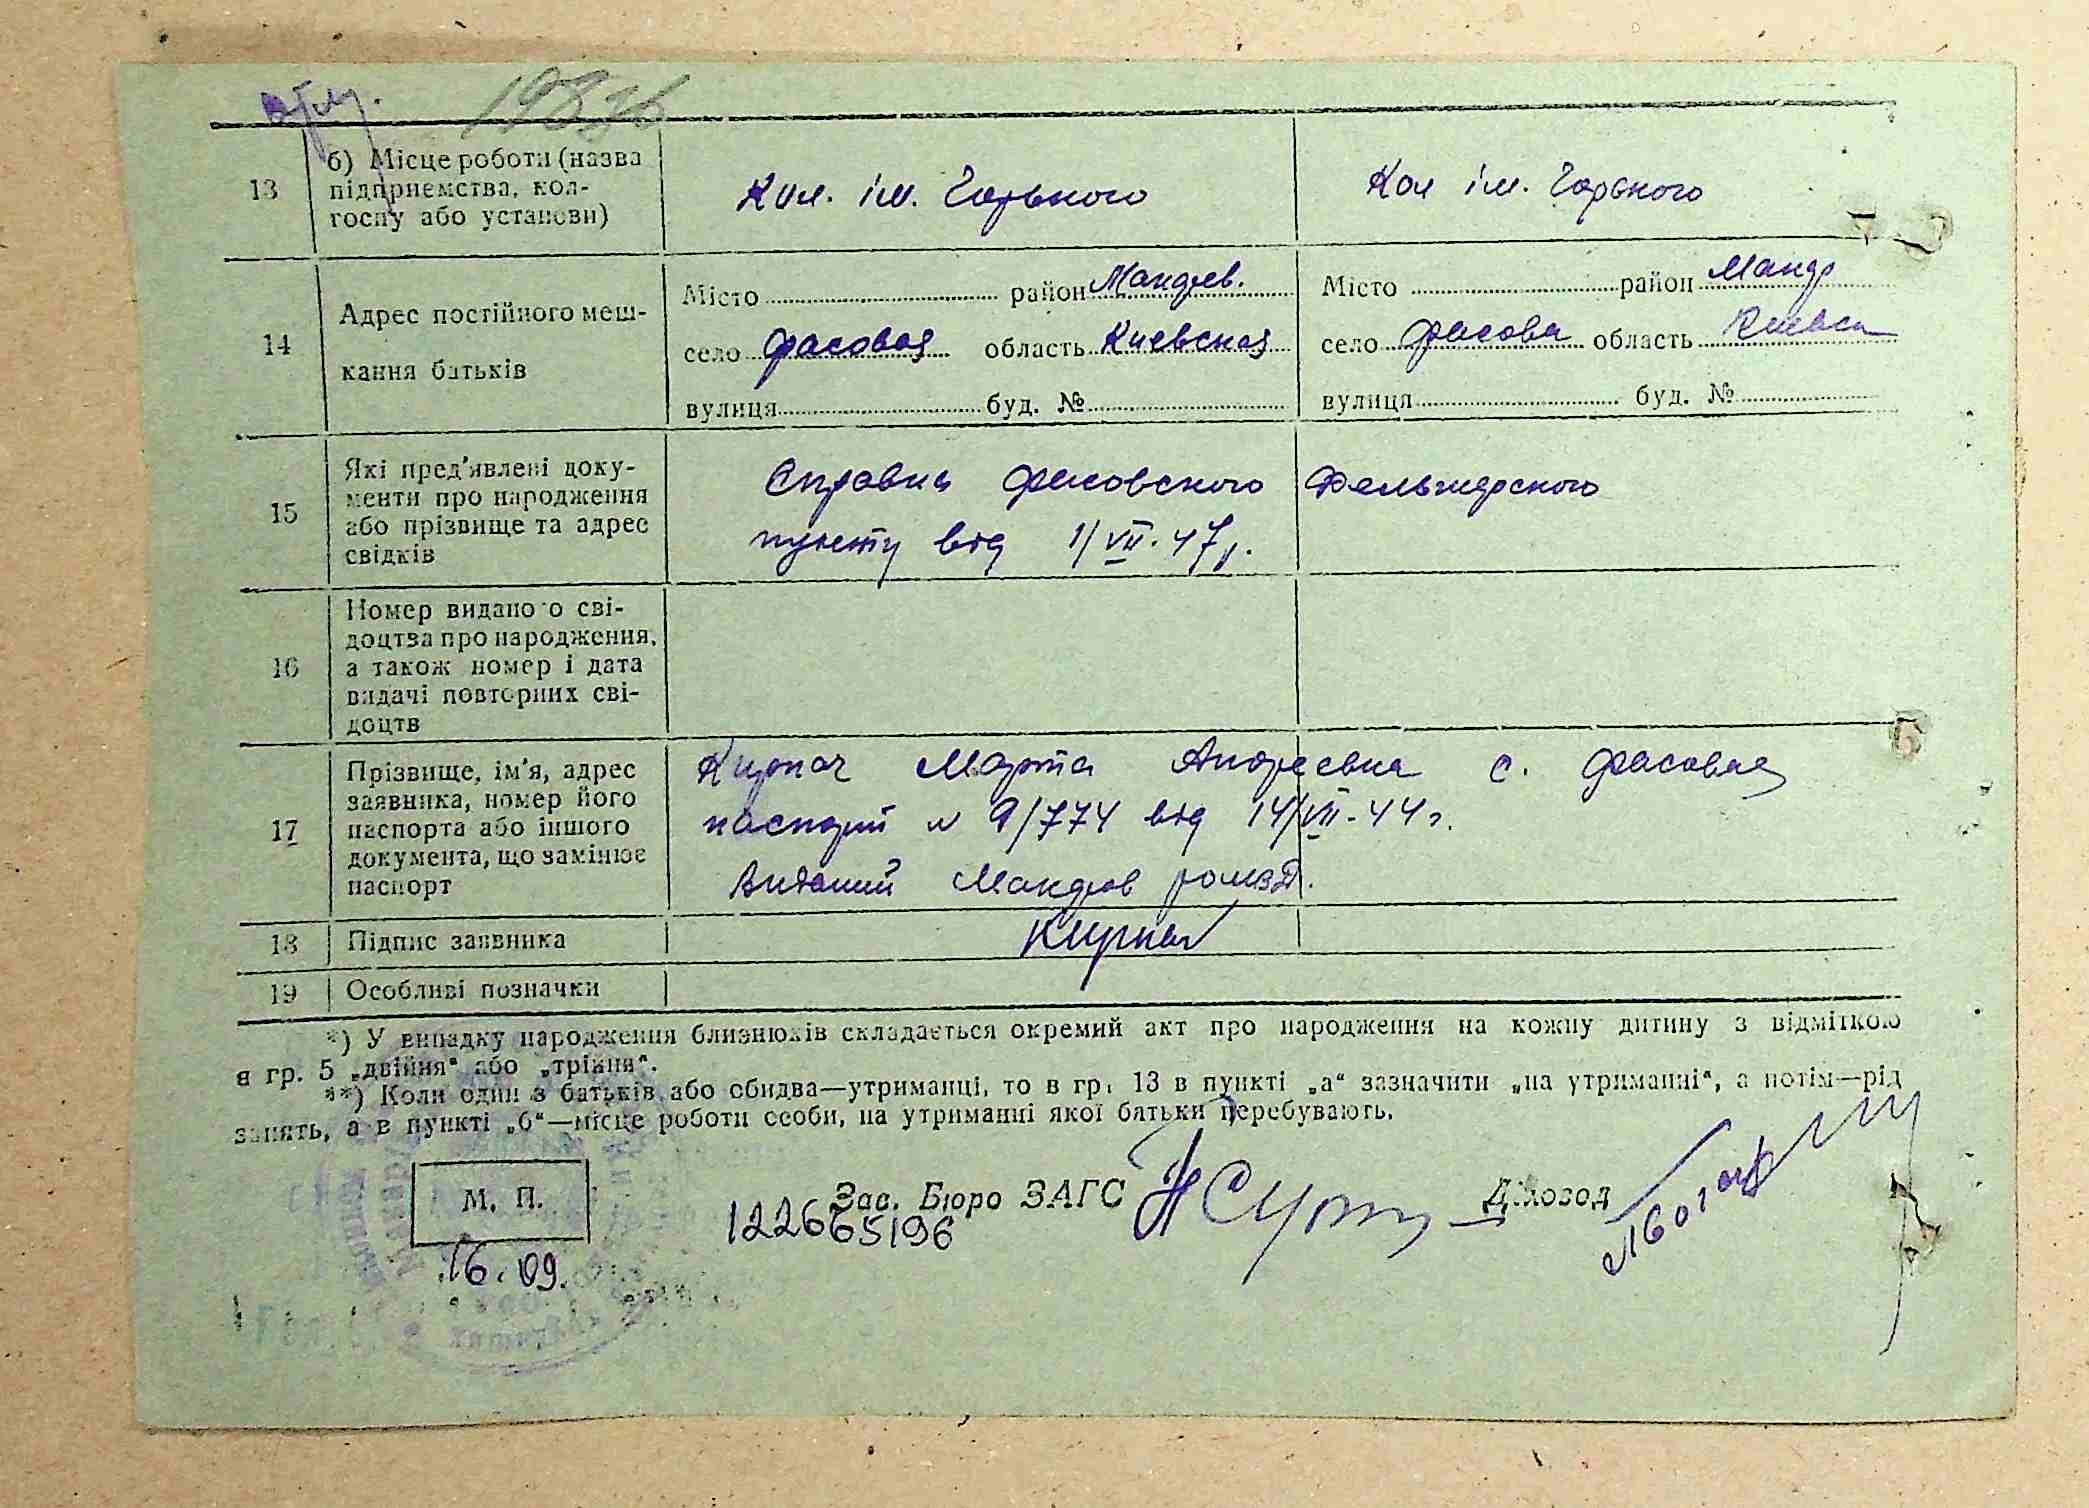 13
б) Місце роботи (назва
підприємства, кол-
госпу або установи)
Кол. ім. Горького
Кол ім. Горького
14
Адрес постійного меш-
кання батьків
Місто район Макаров.
село Фасовая область Киевская
вулиця буд. №
Місто район Макар
село Фасова область Киевск
вулиця буд. №
15
Які пред'явлені доку-
менти про народження
або прізвище та адрес
свідків
Справка Фасовского Фельшерского
пункту від 1/VII-47р.
16
Номер виданого сві-
доцтва про народження,
а також номер і дата
видачі повторних сві-
доцтв
17
Прізвище, ім'я, адрес
заявника, номер його
паспорта або іншого
документа, що замінює
паспорт
Кирпач Марта Андреевна с. Фасовая
паспорт № 9/774 від 14/VIII-44г.
Виданий Макаров
18
Підпис заявника
Кирпач
19
Особливі позначки
*) У випадку народження близнюків складається окремий акт про народження на кожну дитину з відміткою
в гр. 5 „двійня" або „трійня".
**) Коли один з батьків або обидва—утриманці, то в гр. 13 в пункті „а" зазначити „на утриманні", а потім—рід
занять, а в пункті „б"—місце роботи особи, на утриманні якої батьки перебувають.
М. П.
Зав. Бюро ЗАГС
Діловод
122665196
16.09.